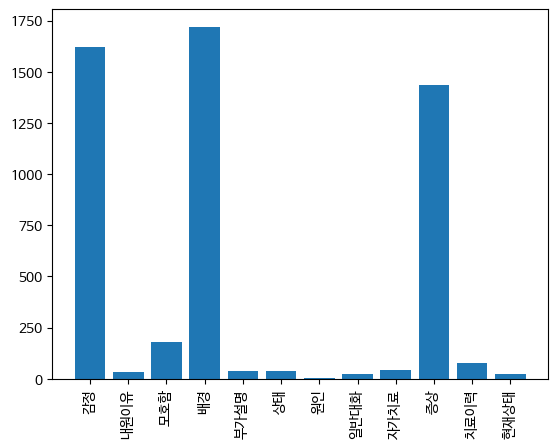 1750
1500
1250
1000
750
500
250
0
감정
내원이유
모호함
배경
부가설명
상태
원인
일반대화
자가치료
증상
치료이력
현재상태